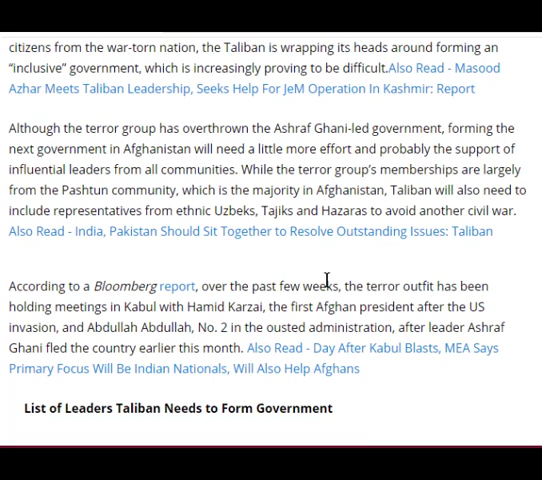 citizens from the war-torn nation, the Taliban is wrapping its heads around forming an
“inclusive” government, which is increasingly proving to be difficult.Also Read - Masood
Azhar Meets Taliban Leadership, Seeks Help For JeM Operation In Kashmir: Report
Although the terror group has overthrown the Ashraf Ghani-led government, forming the
next government in Afghanistan will need a little more effort and probably the support of
influential leaders from all communities. While the terror group's memberships are largely
from the Pashtun community, which is the majority in Afghanistan, Taliban will also need to
include representatives from ethnic Uzbeks, Tajiks and Hazaras to avoid another civil war.
Also Read - India, Pakistan Should Sit Together to Resolve Outstanding Issues: Taliban
According to a Bloomberg report, over the past few weeks, the terror outfit has been
holding meetings in Kabul with Hamid Karzai, the first Afghan president after the US
invasion, and Abdullah Abdullah, No. 2 in the ousted administration, after leader Ashraf
Ghani fled the country earlier this month. Also Read - Day After Kabul Blasts, MEA Says
Primary Focus Will Be Indian Nationals, Will Also Help Afghans
List of Leaders Taliban Needs to Form Government